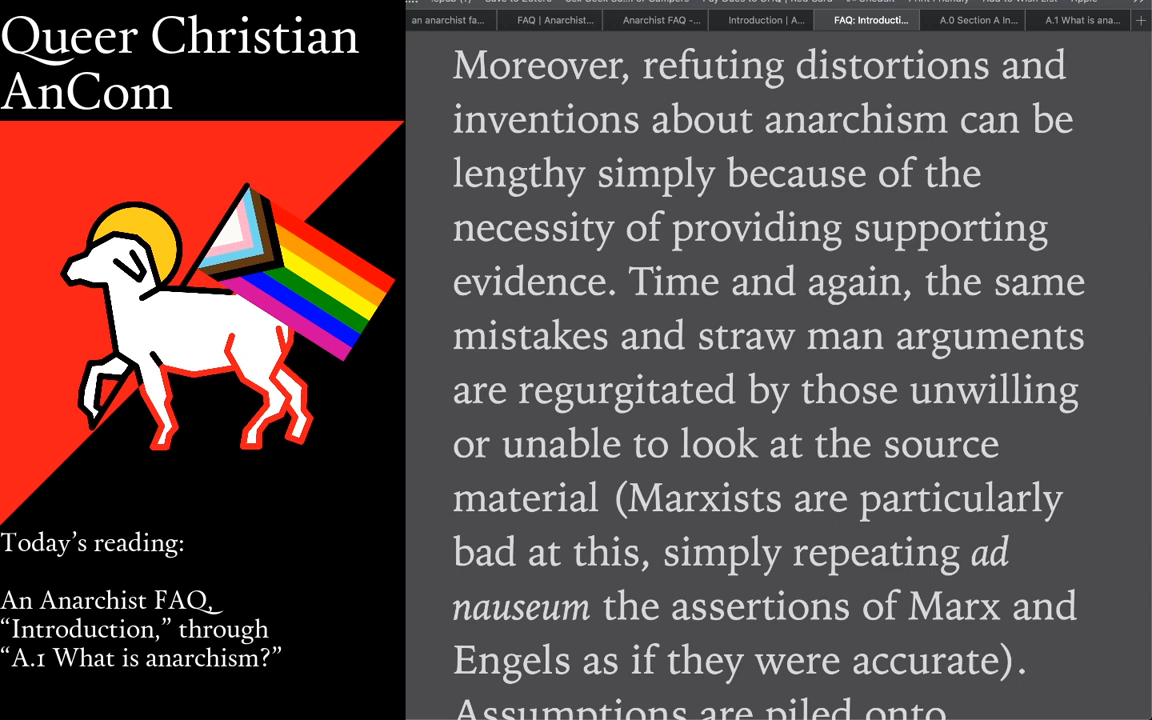 Queer Christian
AnCom
Today's reading:
An Anarchist FAQ,
“Introduction,” through
“A.1 What is anarchism?”
an anarchist fa...
FAQ | Anarchist...
Anarchist FAQ -...
Introduction | A...
FAQ: Introducti...
A.0 Section A In...
A.1 What is ana...
Moreover, refuting distortions and
inventions about anarchism can be
lengthy simply because of the
necessity of providing supporting
evidence. Time and again, the same
mistakes and straw man arguments
are regurgitated by those unwilling
or unable to look at the source
material (Marxists are particularly
bad at this, simply repeating ad
nauseum the assertions of Marx and
Engels as if they were accurate).
Assumptions are piled onto